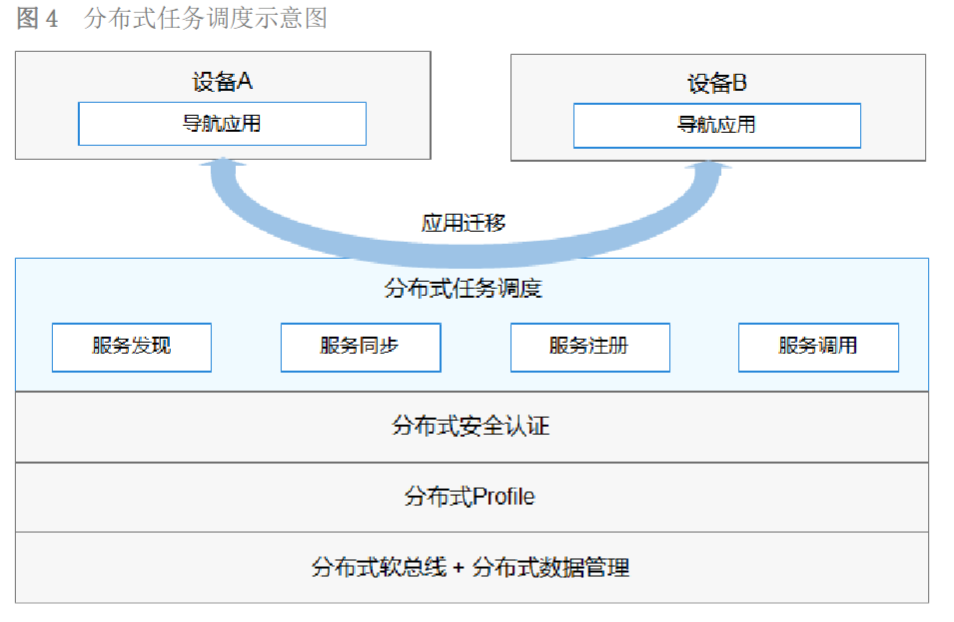 图 4 分布式任务调度示意图
设备A
设备B
导航应用
导航应用
应用迁移
分布式任务调度
服务发现
服务同步
服务注册
服务调用
分布式安全认证
分布式Profile
分布式软总线 + 分布式数据管理